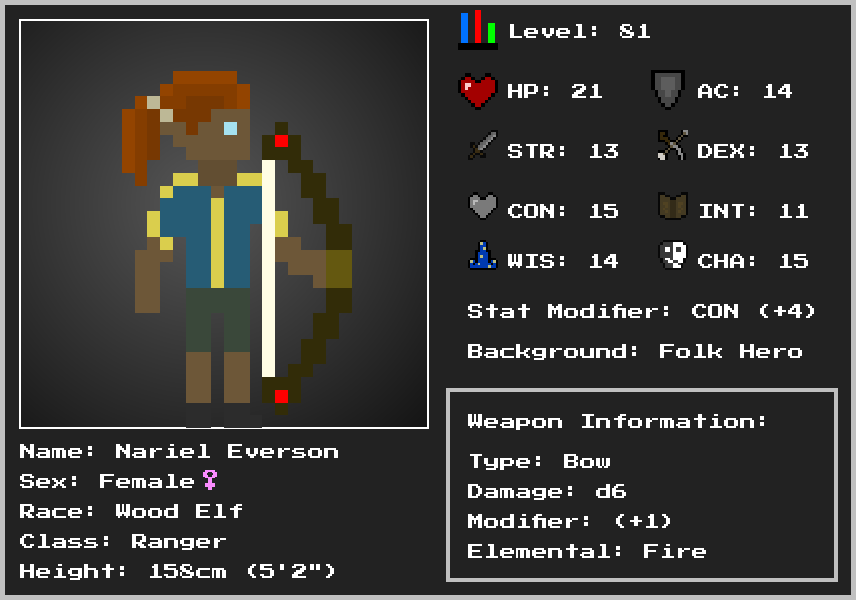 Level: 81
HP: 21 AC: 14
STR: 13 DEX: 13
CON: 15 INT: 11
WIS: 14 CHA: 15
Stat Modifier: CON (+4)
Background: Folk Hero
Weapon Information:
Type: Bow
Damage: d6
Modifier: (+1)
Elemental: Fire
Name: Nariel Everson
Sex: Female♀
Race: Wood Elf
Class: Ranger
Height: 158cm (5'2")